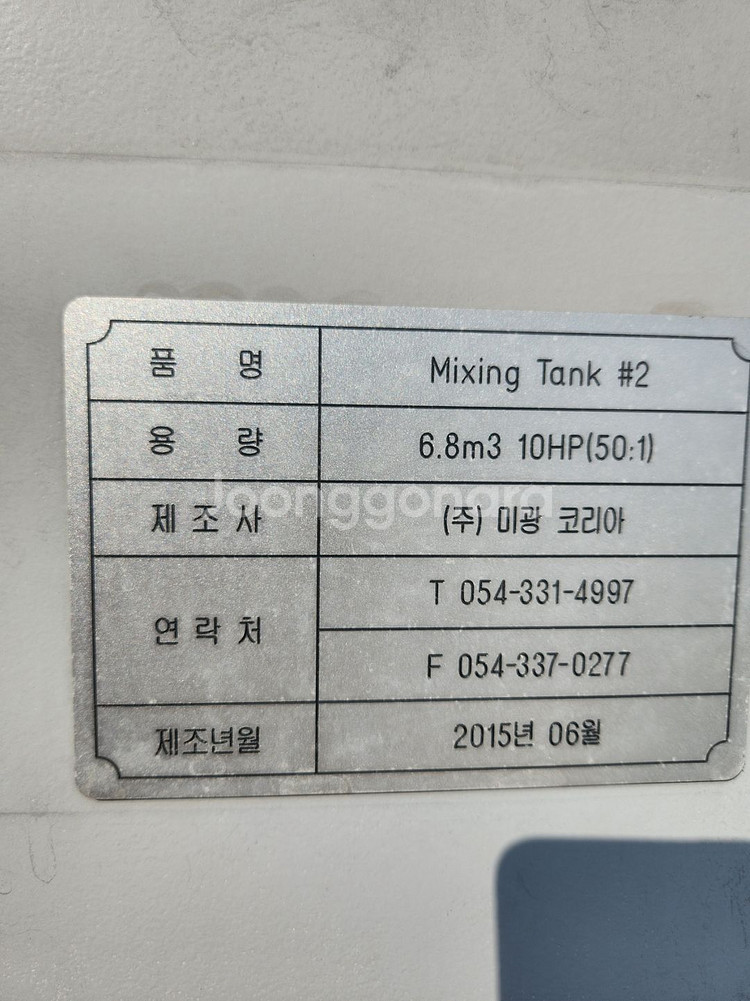 품 명 Mixing Tank #2
용 량 6.8m3 10HP(50:1)
제 조 사 (주) 미광 코리아
연 락 처 T 054-331-4997
F 054-337-0277
제조년월 2015년 06월
joonggonara